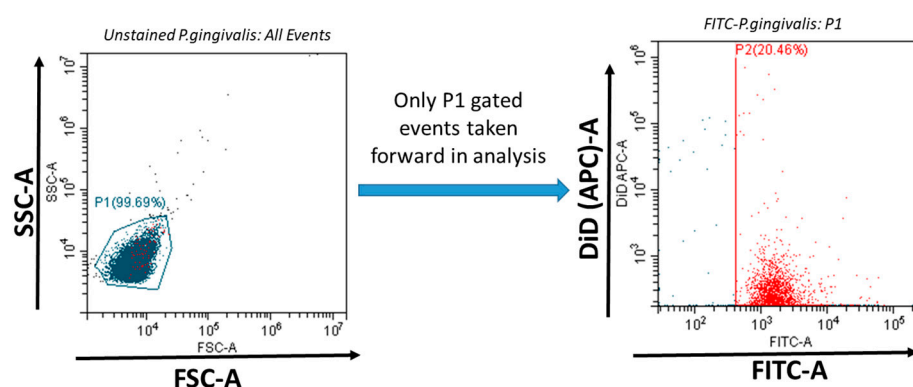 Unstained P.gingivalis: All Events
SSC-A
SSC-A
10⁷
10⁶
10⁵
10⁴
P1(99.69%)
10⁴ 10⁵ 10⁶ 10⁷
FSC-A
FSC-A
Only P1 gated
events taken
forward in analysis
FITC-P.gingivalis: P1
DiD (APC)-A
DiD APC-A
10⁶
10⁵
10⁴
10³
P2(20.46%)
10² 10³ 10⁴ 10⁵
FITC-A
FITC-A